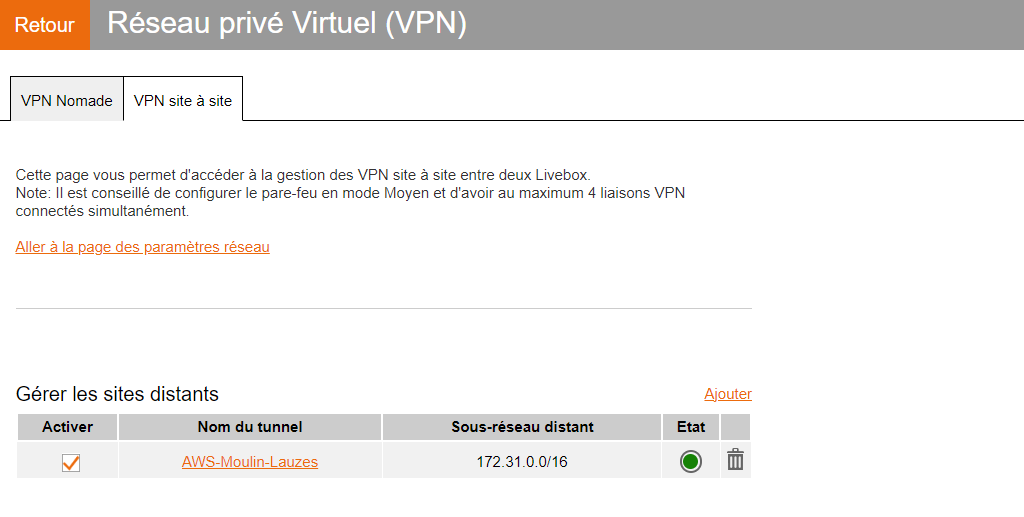 Retour
Réseau privé Virtuel (VPN)
VPN Nomade
VPN site à site
Cette page vous permet d'accéder à la gestion des VPN site à site entre deux Livebox.
Note: Il est conseillé de configurer le pare-feu en mode Moyen et d'avoir au maximum 4 liaisons VPN
connectés simultanément.
Aller à la page des paramètres réseau
Gérer les sites distants
Ajouter
Activer Nom du tunnel Sous-réseau distant Etat
AWS-Moulin-Lauzes 172.31.0.0/16